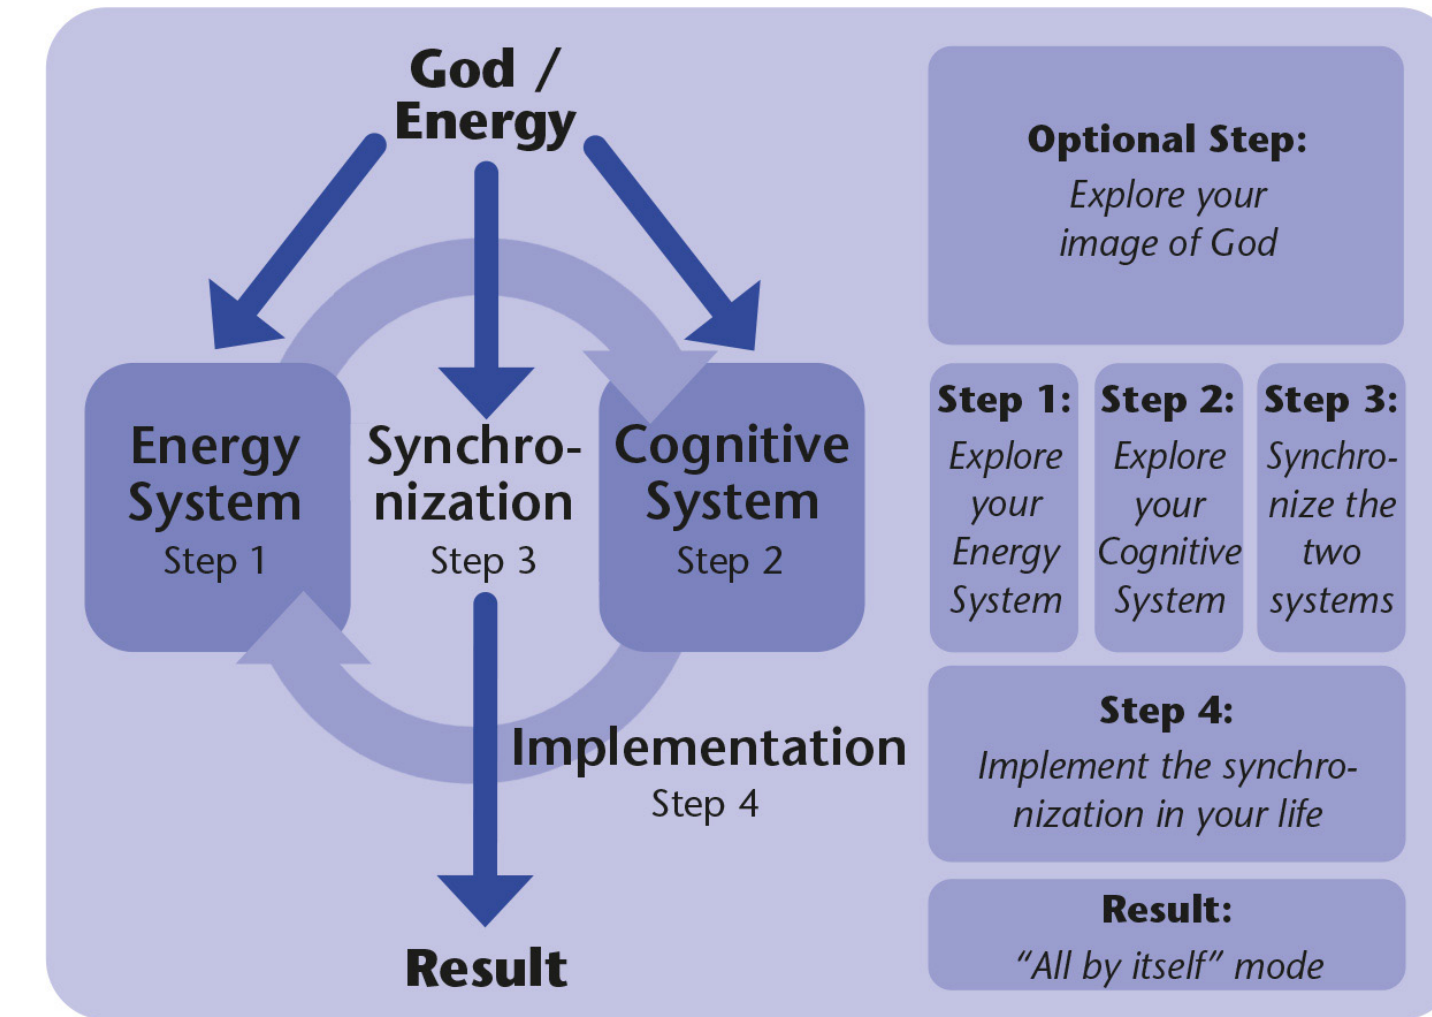 God /
Energy
Energy
System
Step 1
Synchro-
nization
Step 3
Cognitive
System
Step 2
Implementation
Step 4
Result
Optional Step:
Explore your
image of God
Step 1:
Explore
your
Energy
System
Step 2:
Explore
your
Cognitive
System
Step 3:
Synchro-
nize the
two
systems
Step 4:
Implement the synchro-
nization in your life
Result:
“All by itself” mode